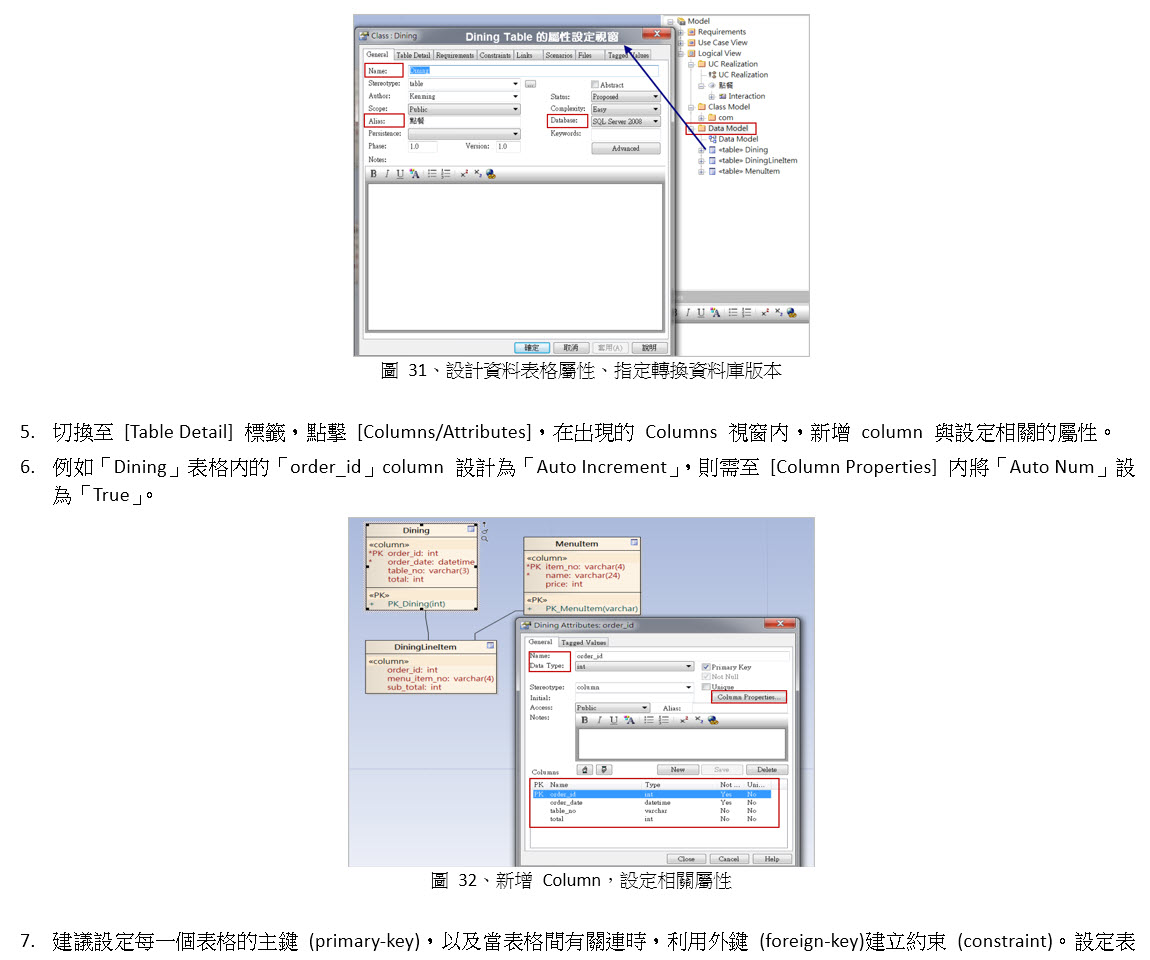 Class : Dining
Dining Table 的屬性設定視窗
General Table Detail Requirements Constraints Links Scenarios Files Tagged Values
Name: Dining
Stereotype: table
Abstract
Author: Kenming
Status: Proposed
Scope: Public
Complexity: Easy
Alias: 點餐
Database: SQL Server 2008
Persistence:
Keywords:
Phase: 1.0 Version: 1.0
Advanced
Notes:
B I U A
確定 取消 套用(A) 說明
Model
Requirements
Use Case View
Logical View
UC Realization
UC Realization
點餐
Interaction
Class Model
com
Data Model
Data Model
«table» Dining
«table» DiningLineItem
«table» MenuItem
I U A
圖 31、設計資料表格屬性、指定轉換資料庫版本
5. 切換至 [Table Detail] 標籤，點擊 [Columns/Attributes]，在出現的 Columns 視窗內，新增 column 與設定相關的屬性。
6. 例如「Dining」表格內的「order_id」column 設計為「Auto Increment」，則需至 [Column Properties] 內將「Auto Num」設
為「True」。
Dining
«column»
*PK order_id: int
* order_date: datetime
table_no: varchar(3)
total: int
«PK»
+ PK_Dining(int)
MenuItem
«column»
*PK item_no: varchar(4)
* name: varchar(24)
price: int
«PK»
+ PK_MenuItem(varchar)
DiningLineItem
«column»
order_id: int
menu_item_no: varchar(4)
sub_total: int
Dining Attributes: order_id
General Tagged Values
Name: order_id
Data Type: int
Primary Key
Not Null
Stereotype: column
Unique
Initial:
Column Properties...
Access: Public Alias:
Notes:
B I U A
Columns New Save Delete
PK Name Type Not ... Uni...
PK order_id int Yes No
order_date datetime Yes No
table_no varchar No No
total int No No
Close Cancel Help
圖 32、新增 Column，設定相關屬性
7. 建議設定每一個表格的主鍵 (primary-key)，以及當表格間有關連時，利用外鍵 (foreign-key)建立約束 (constraint)。設定表